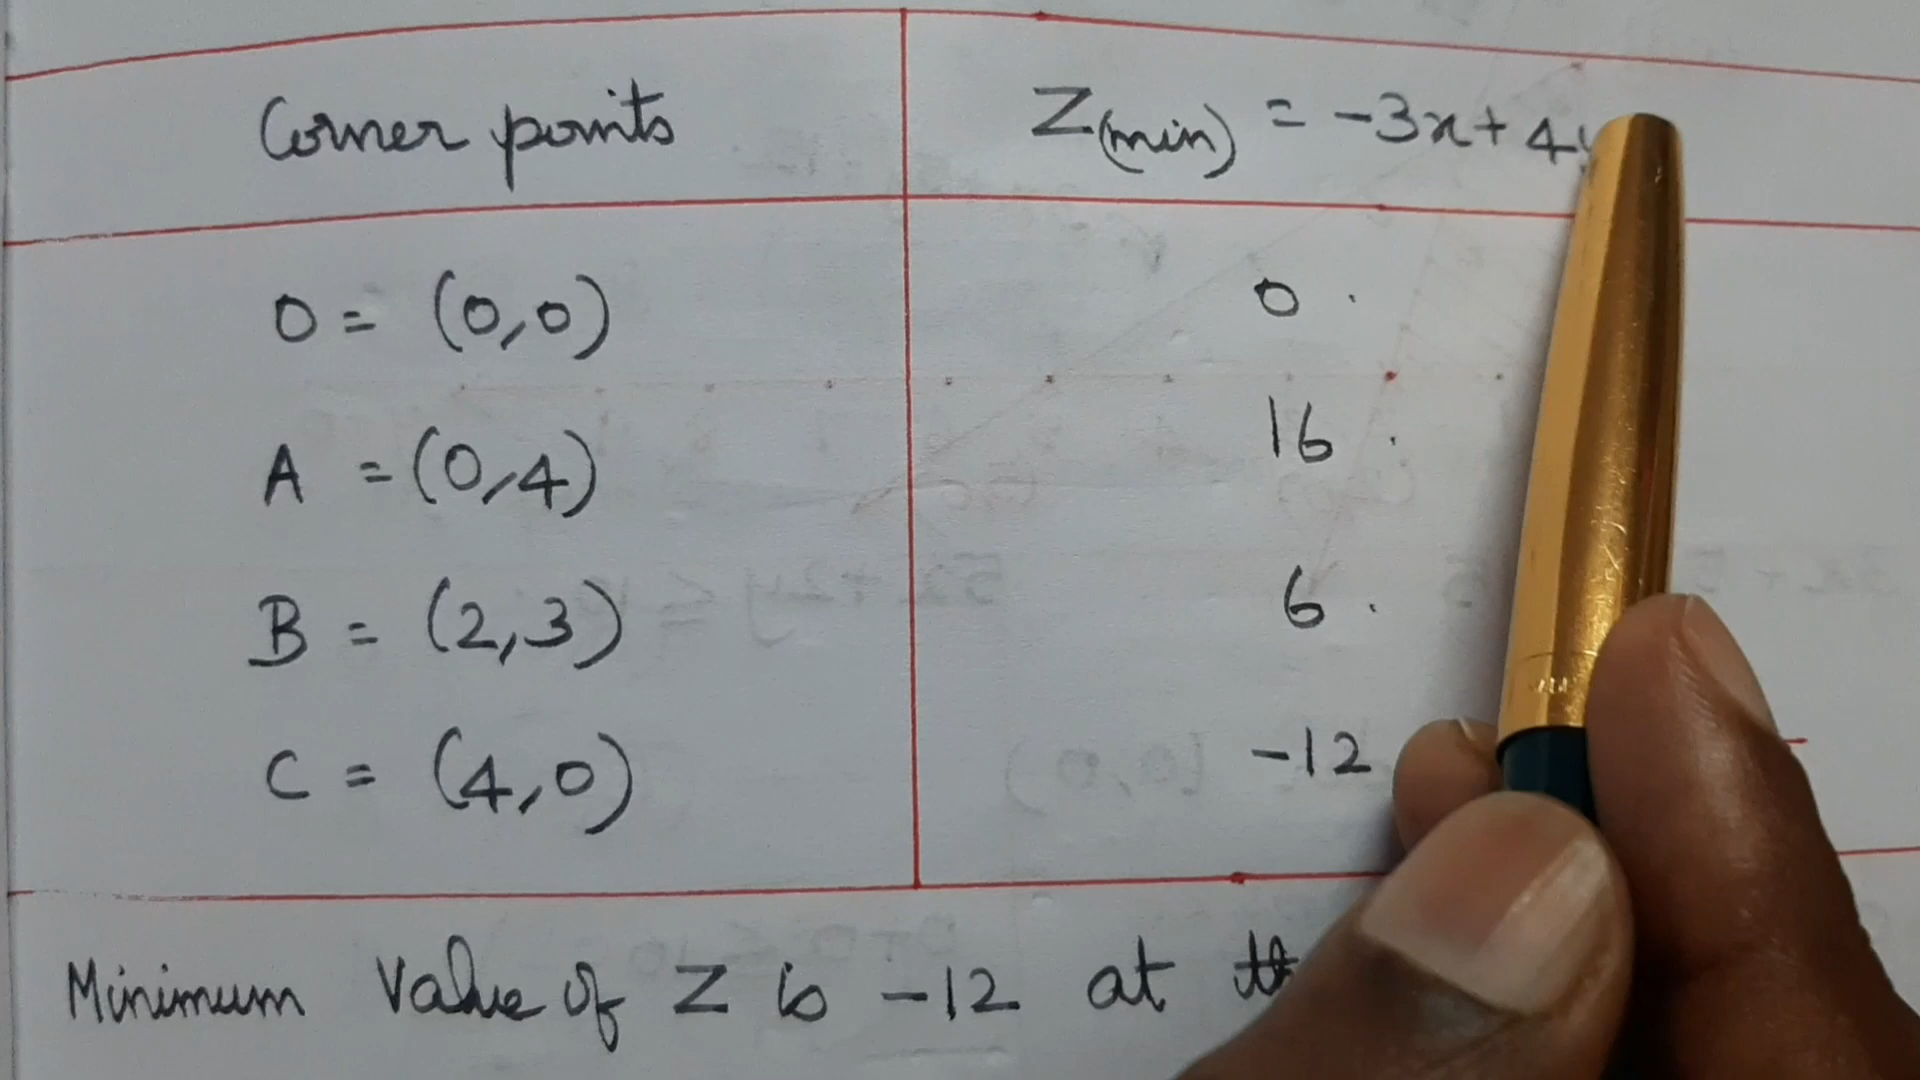 Corner points Z(min) = -3x + 4y
O = (0,0) 0
A = (0,4) 16
B = (2,3) 6
C = (4,0) -12
Minimum Value of Z is -12 at